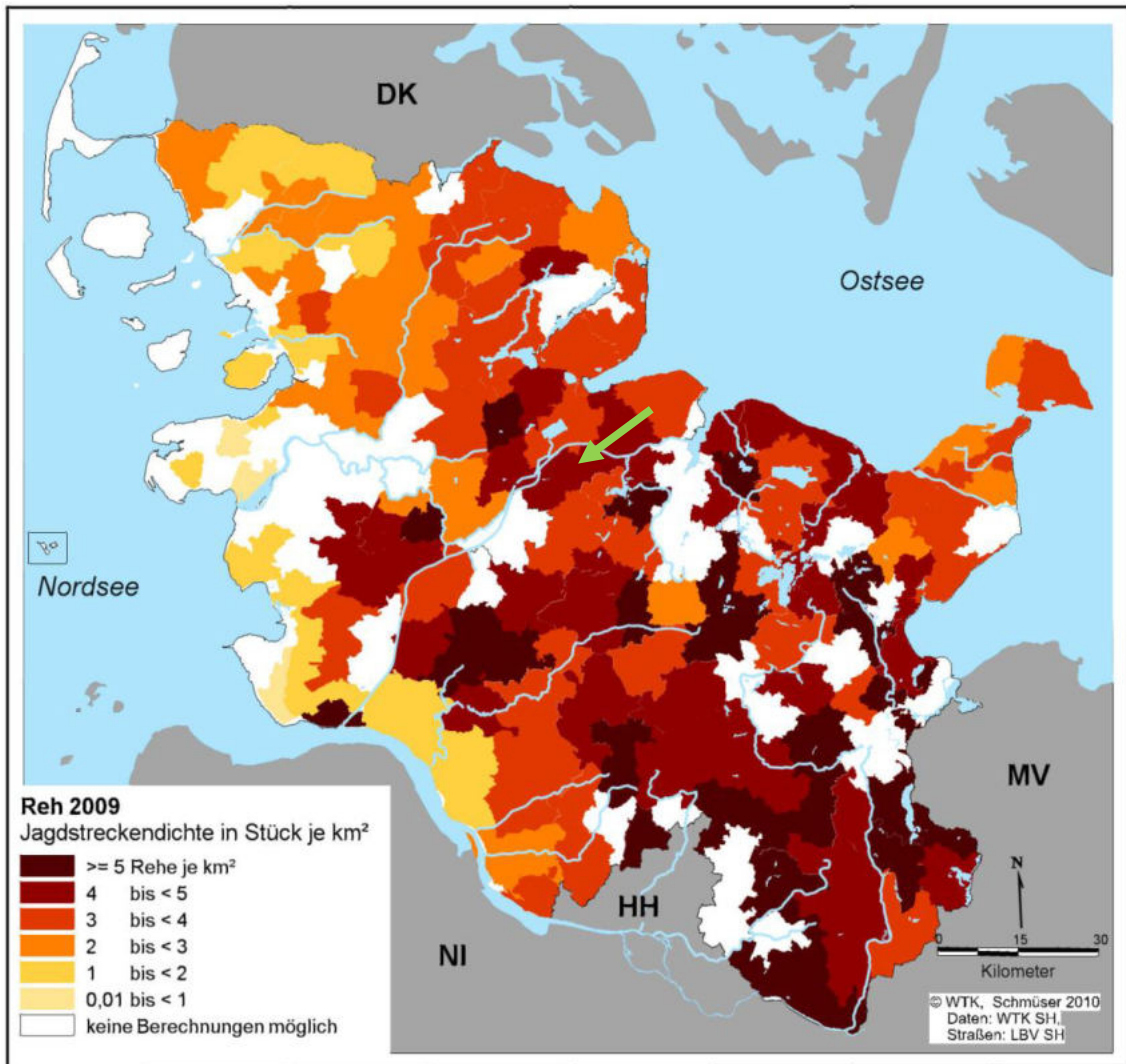 DK
Ostsee
Nordsee
MV
HH
NI
Reh 2009
Jagdstreckendichte in Stück je km²
>= 5 Rehe je km²
4 bis < 5
3 bis < 4
2 bis < 3
1 bis < 2
0,01 bis < 1
keine Berechnungen möglich
N
0 15 30
Kilometer
© WTK, Schmüser 2010
Daten: WTK SH,
Straßen: LBV SH